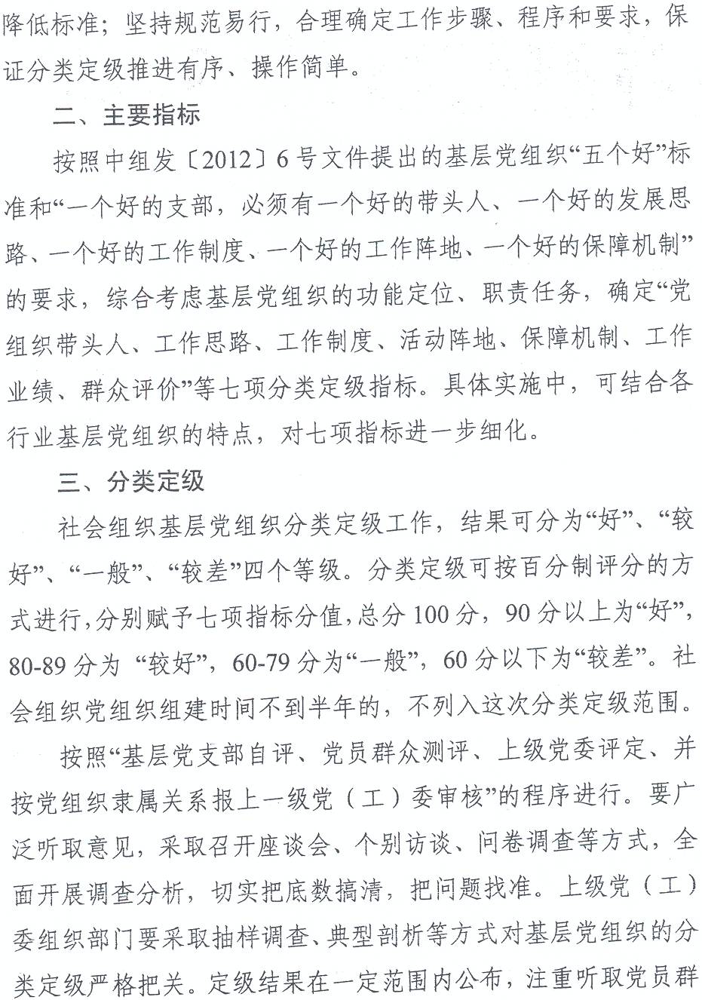 降低标准；坚持规范易行，合理确定工作步骤、程序和要求，保
证分类定级推进有序、操作简单。
二、主要指标
按照中组发〔2012〕6号文件提出的基层党组织“五个好”标
准和“一个好的支部，必须有一个好的带头人、一个好的发展思
路、一个好的工作制度、一个好的工作阵地、一个好的保障机制”
的要求，综合考虑基层党组织的功能定位、职责任务，确定“党
组织带头人、工作思路、工作制度、活动阵地、保障机制、工作
业绩、群众评价”等七项分类定级指标。具体实施中，可结合各
行业基层党组织的特点，对七项指标进一步细化。
三、分类定级
社会组织基层党组织分类定级工作，结果可分为“好”、“较
好”、“一般”、“较差”四个等级。分类定级可按百分制评分的方
式进行，分别赋予七项指标分值，总分 100 分，90 分以上为“好”，
80-89 分为 “较好”，60-79 分为“一般”，60 分以下为“较差”。社
会组织党组织组建时间不到半年的，不列入这次分类定级范围。
按照“基层党支部自评、党员群众测评、上级党委评定、并
按党组织隶属关系报上一级党（工）委审核”的程序进行。要广
泛听取意见，采取召开座谈会、个别访谈、问卷调查等方式，全
面开展调查分析，切实把底数搞清，把问题找准。上级党（工）
委组织部门要采取抽样调查、典型剖析等方式对基层党组织的分
类定级严格把关。定级结果在一定范围内公布，注重听取党员群